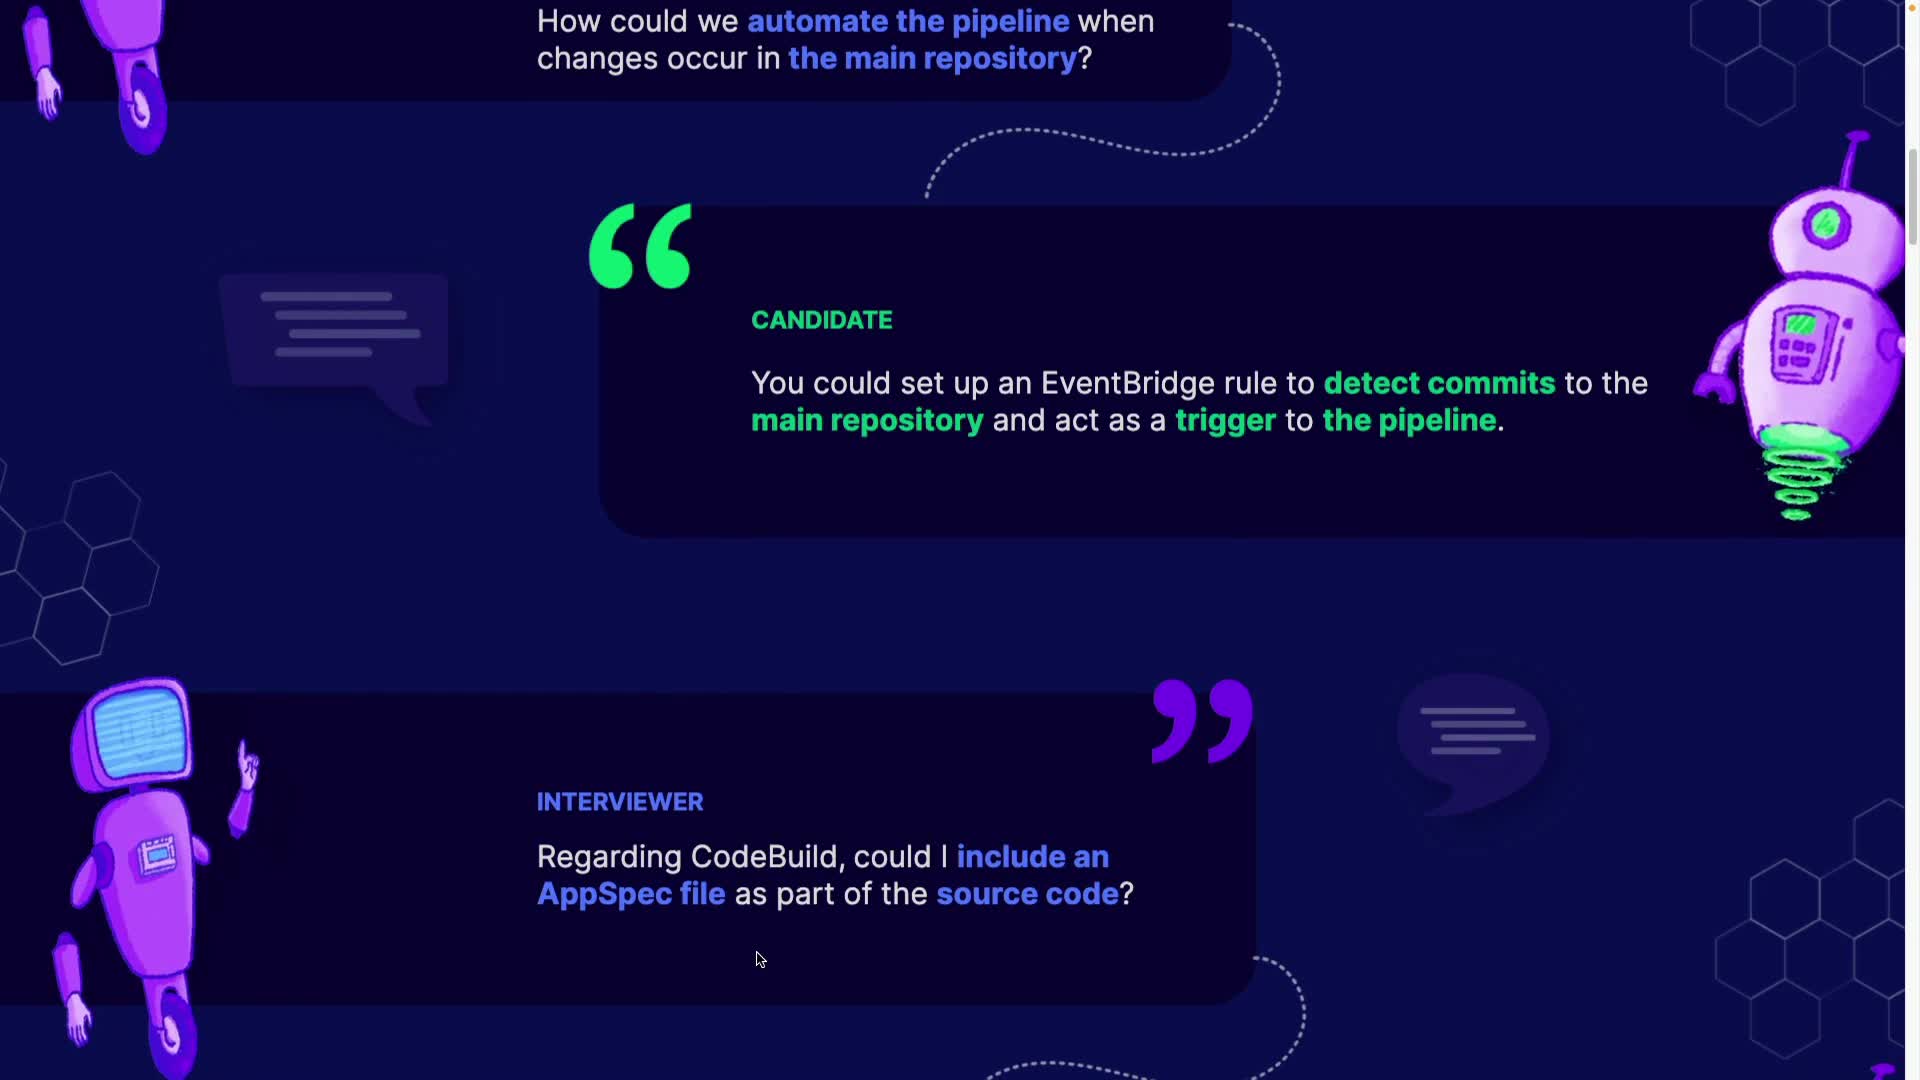 How could we automate the pipeline when
changes occur in the main repository?
CANDIDATE
You could set up an EventBridge rule to detect commits to the
main repository and act as a trigger to the pipeline.
INTERVIEWER
Regarding CodeBuild, could I include an
AppSpec file as part of the source code?